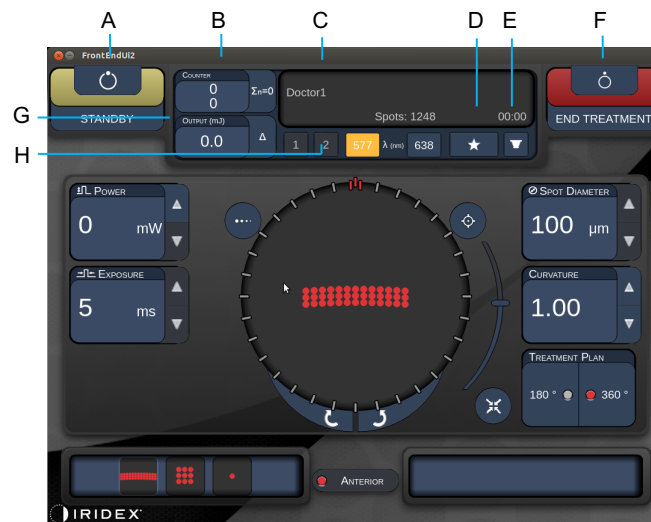 A
B
C
D
E
F
G
H
FrontEndUi2
STANDBY
COUNTER
0
0
Σn=0
OUTPUT (mJ)
0.0
Δ
Doctor1
Spots: 1248
00:00
1
2
577
λ (nm)
638
END TREATMENT
POWER
0 mW
EXPOSURE
5 ms
SPOT DIAMETER
100 µm
CURVATURE
1.00
TREATMENT PLAN
180 °
360 °
ANTERIOR
IRIDEX